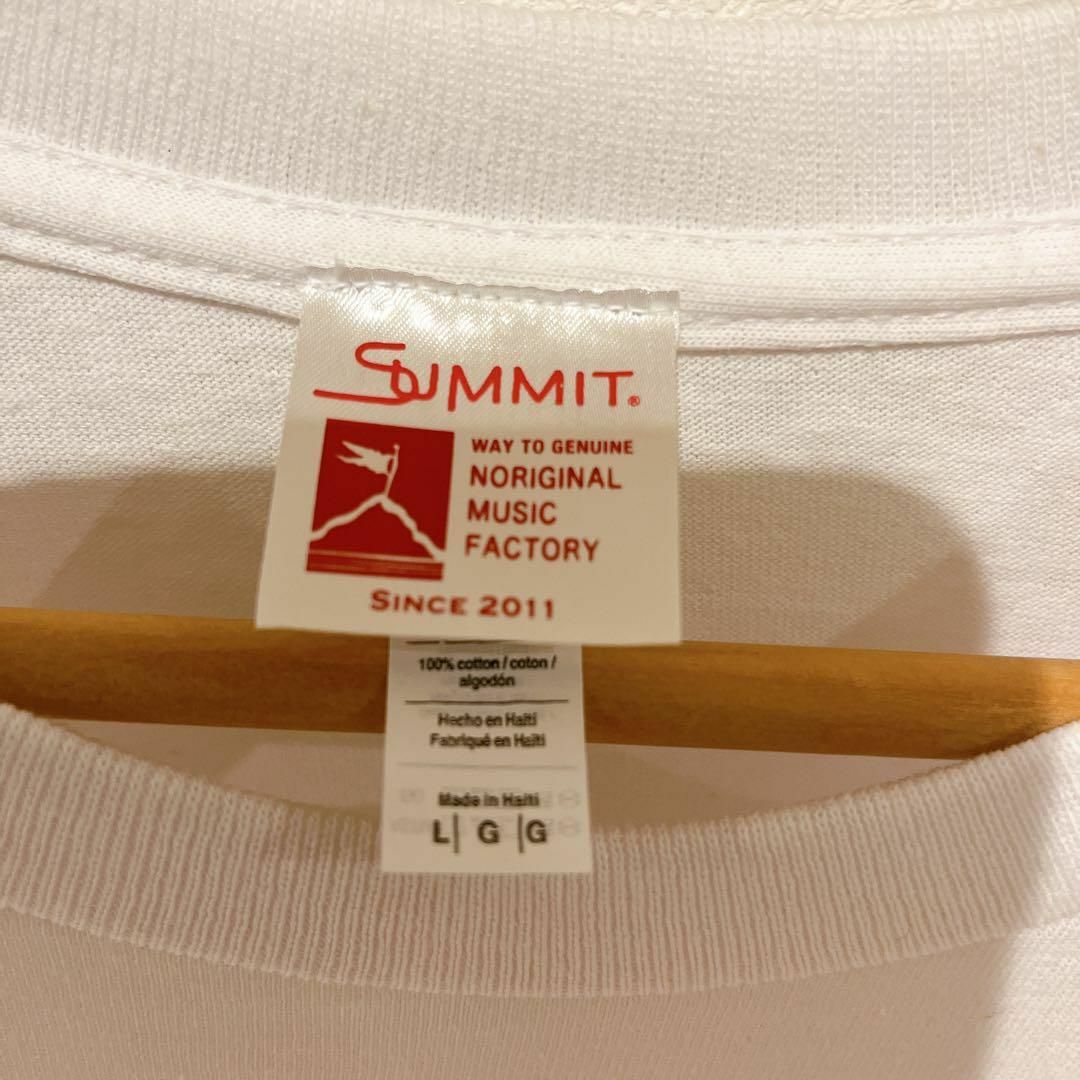 SUMMIT®
WAY TO GENUINE
NORIGINAL
MUSIC
FACTORY
SINCE 2011
100% cotton / coton /
algodón
Hecho en Haití
Fabriqué en Haïti
Made in Haiti
L| G |G